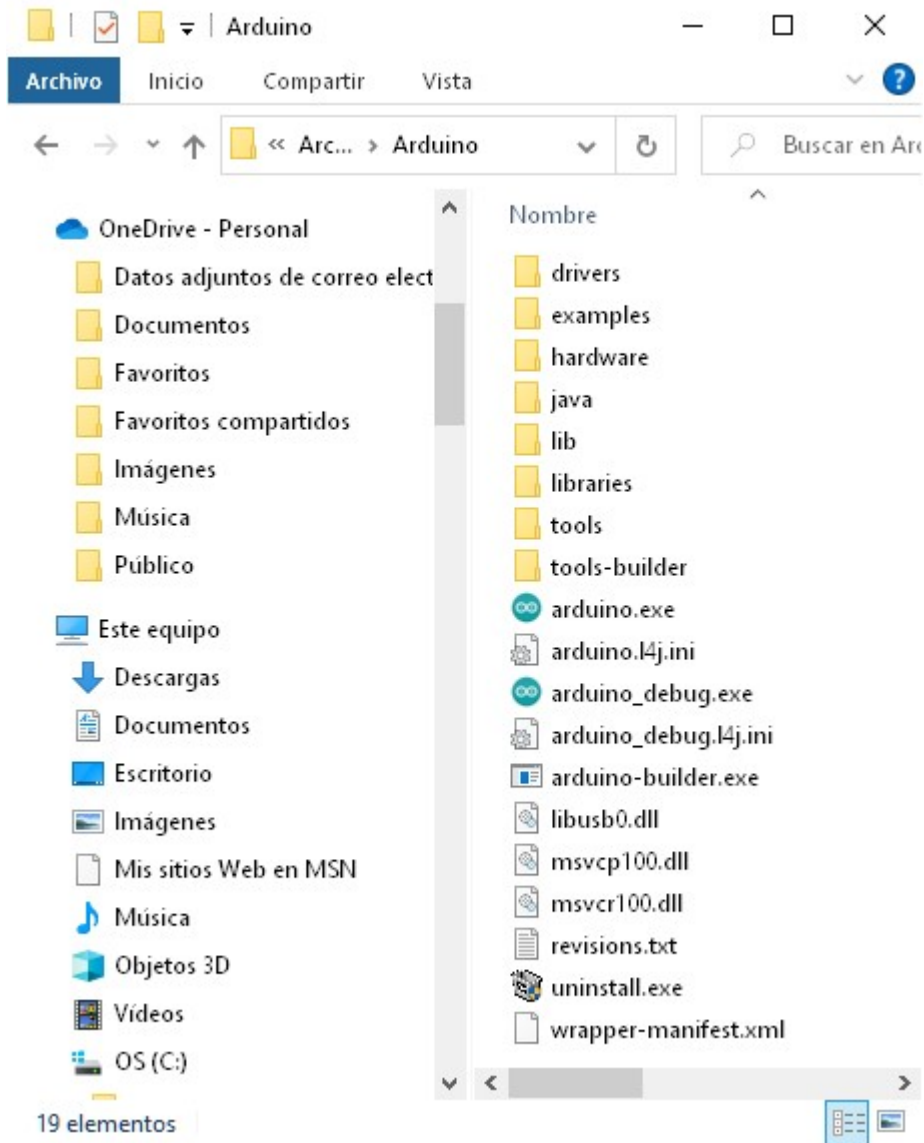 Arduino
Archivo Inicio Compartir Vista
« Arc... › Arduino
Buscar en Ar
OneDrive - Personal
Datos adjuntos de correo elect
Documentos
Favoritos
Favoritos compartidos
Imágenes
Música
Público
Este equipo
Descargas
Documentos
Escritorio
Imágenes
Mis sitios Web en MSN
Música
Objetos 3D
Vídeos
OS (C:)
Nombre
drivers
examples
hardware
java
lib
libraries
tools
tools-builder
arduino.exe
arduino.l4j.ini
arduino_debug.exe
arduino_debug.l4j.ini
arduino-builder.exe
libusb0.dll
msvcp100.dll
msvcr100.dll
revisions.txt
uninstall.exe
wrapper-manifest.xml
19 elementos